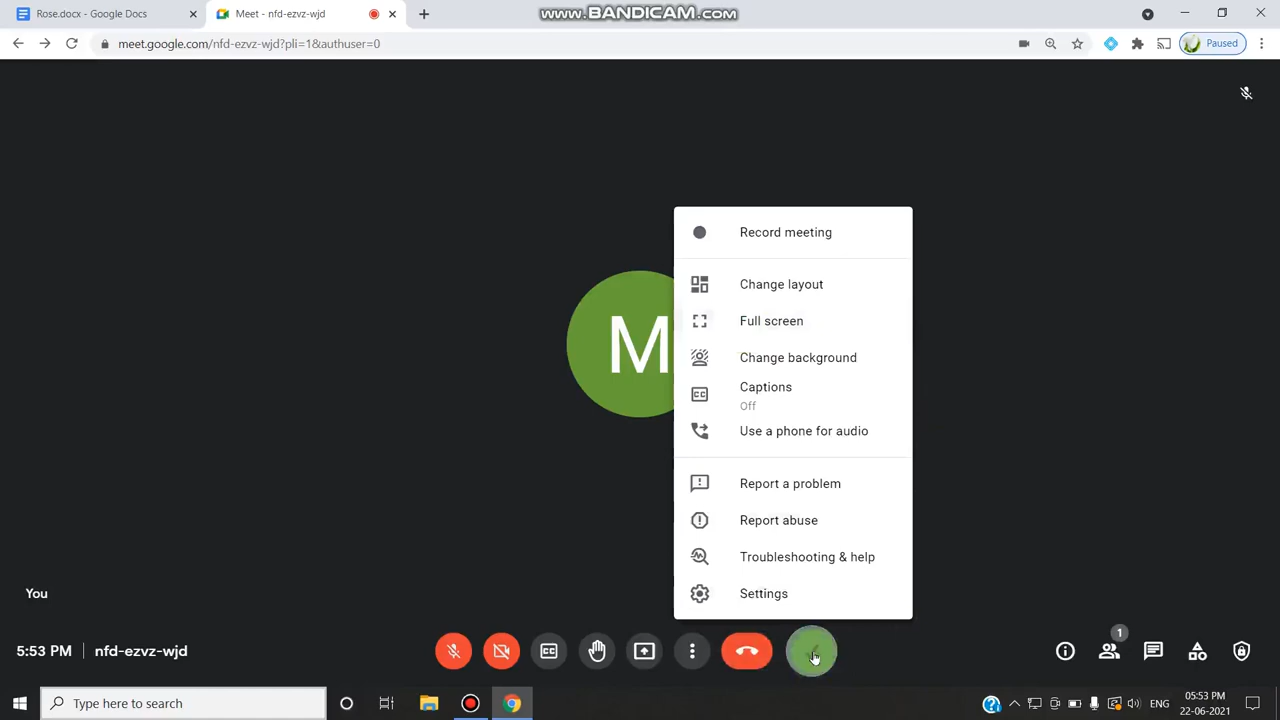 Rose.docx - Google Docs
Meet - nfd-ezvz-wjd
WWW.BANDICAM.COM
meet.google.com/nfd-ezvz-wjd?pli=1&authuser=0
Paused
M
Record meeting
Change layout
Full screen
Change background
CC
Captions
Off
Use a phone for audio
Report a problem
Report abuse
Troubleshooting & help
Settings
You
5:53 PM
nfd-ezvz-wjd
CC
1
Type here to search
ENG
05:53 PM
22-06-2021